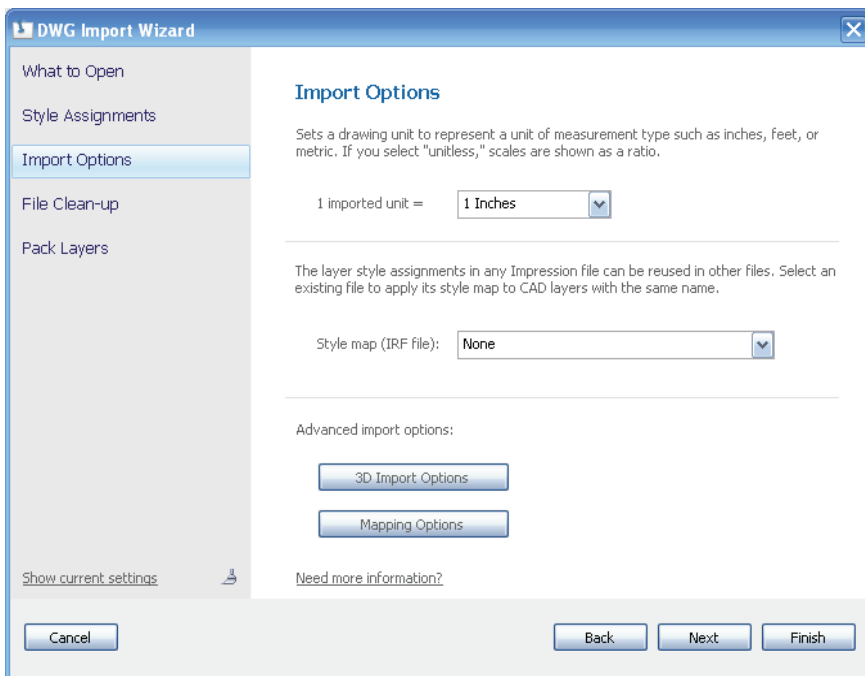 DWG Import Wizard
What to Open
Style Assignments
Import Options
File Clean-up
Pack Layers
Show current settings
Import Options
Sets a drawing unit to represent a unit of measurement type such as inches, feet, or
metric. If you select "unitless," scales are shown as a ratio.
1 imported unit = 1 Inches
The layer style assignments in any Impression file can be reused in other files. Select an
existing file to apply its style map to CAD layers with the same name.
Style map (IRF file): None
Advanced import options:
3D Import Options
Mapping Options
Need more information?
Cancel Back Next Finish